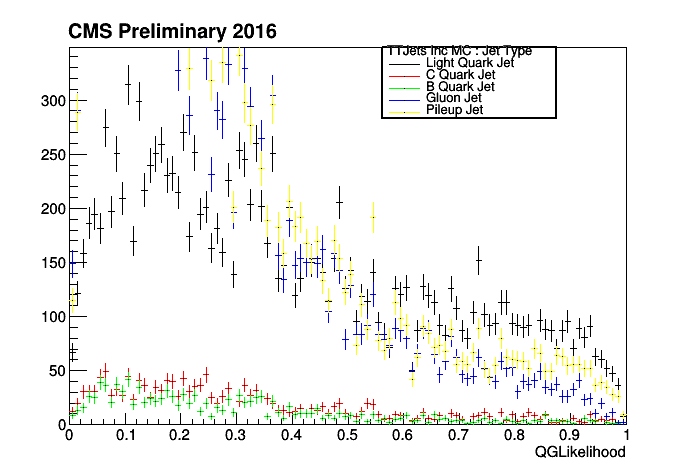 CMS Preliminary 2016
TTJets Inc MC : Jet Type
Light Quark Jet
C Quark Jet
B Quark Jet
Gluon Jet
Pileup Jet
300
250
200
150
100
50
0
0 0.1 0.2 0.3 0.4 0.5 0.6 0.7 0.8 0.9 1
QGLikelihood